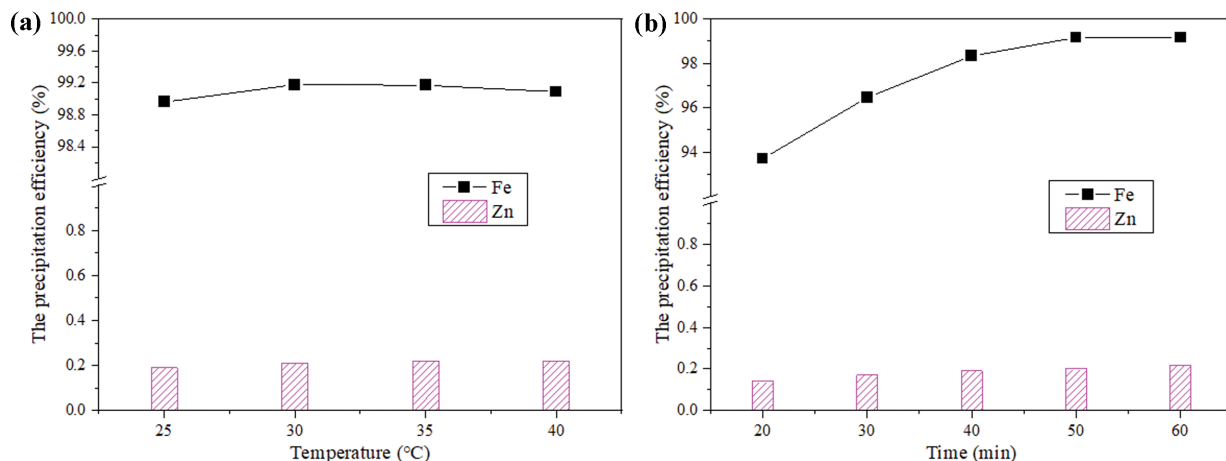 (a)
The precipitation efficiency (%)
100.0
99.6
99.2
98.8
98.4
0.8
0.6
0.4
0.2
0.0
Fe
Zn
25 30 35 40
Temperature (℃)
(b)
The precipitation efficiency (%)
100
98
96
94
0.8
0.6
0.4
0.2
0.0
Fe
Zn
20 30 40 50 60
Time (min)